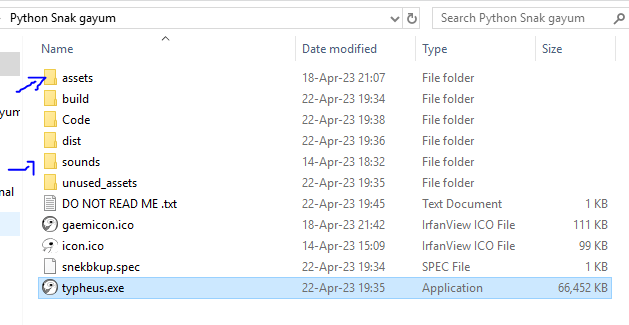 Python Snak gayum
Search Python Snak gayum
Name Date modified Type Size
assets 18-Apr-23 21:07 File folder
build 22-Apr-23 19:34 File folder
Code 22-Apr-23 19:38 File folder
dist 22-Apr-23 19:36 File folder
sounds 14-Apr-23 18:32 File folder
unused_assets 22-Apr-23 19:35 File folder
DO NOT READ ME .txt 22-Apr-23 19:45 Text Document 1 KB
gaemicon.ico 18-Apr-23 21:42 IrfanView ICO File 111 KB
icon.ico 14-Apr-23 15:09 IrfanView ICO File 99 KB
snekbkup.spec 22-Apr-23 19:34 SPEC File 1 KB
typheus.exe 22-Apr-23 19:35 Application 66,452 KB
ayum
nal